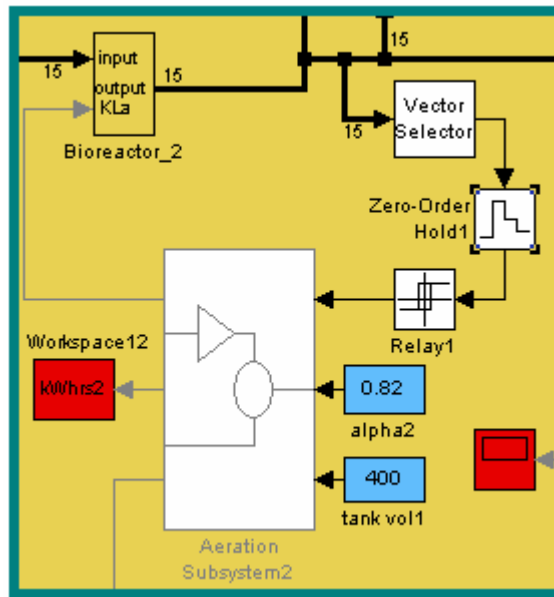 15
15
input
output
KLa
15
Bioreactor_2
15
Vector
Selector
Zero-Order
Hold1
Relay1
Workspace12
kWhrs2
0.82
alpha2
400
tank vol1
Aeration
Subsystem2